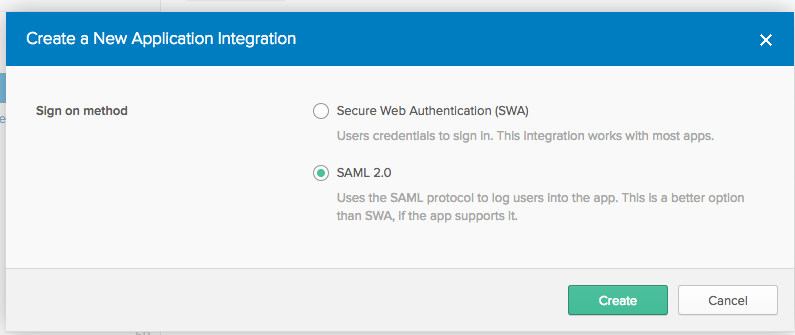 Create a New Application Integration
Sign on method
Secure Web Authentication (SWA)
Users credentials to sign in. This integration works with most apps.
SAML 2.0
Uses the SAML protocol to log users into the app. This is a better option
than SWA, if the app supports it.
Create
Cancel